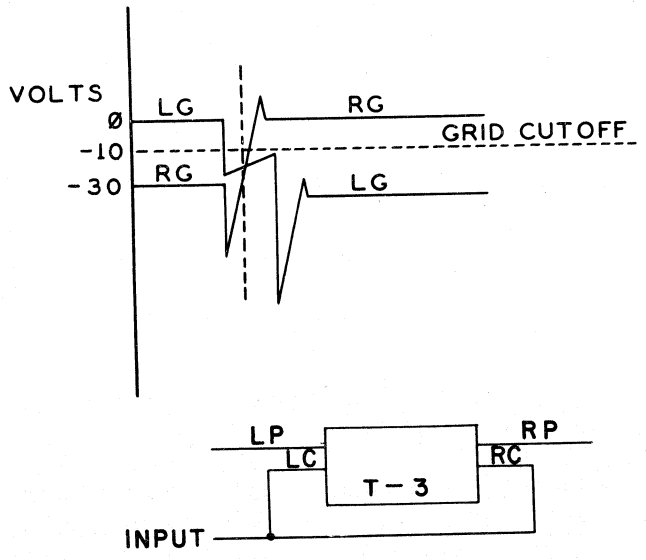 VOLTS
LG
RG
Ø
GRID CUTOFF
-10
RG
-30
LG
LP
RP
LC
RC
T-3
INPUT